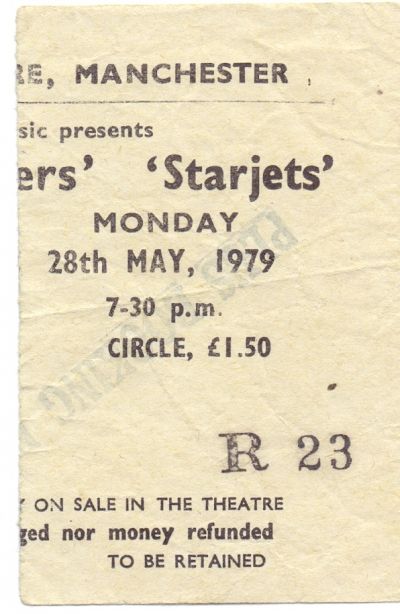 RE, MANCHESTER
sic presents
ers' 'Starjets'
MONDAY
28th MAY, 1979
7-30 p.m.
CIRCLE, £1.50
R 23
Y ON SALE IN THE THEATRE
ged nor money refunded
TO BE RETAINED